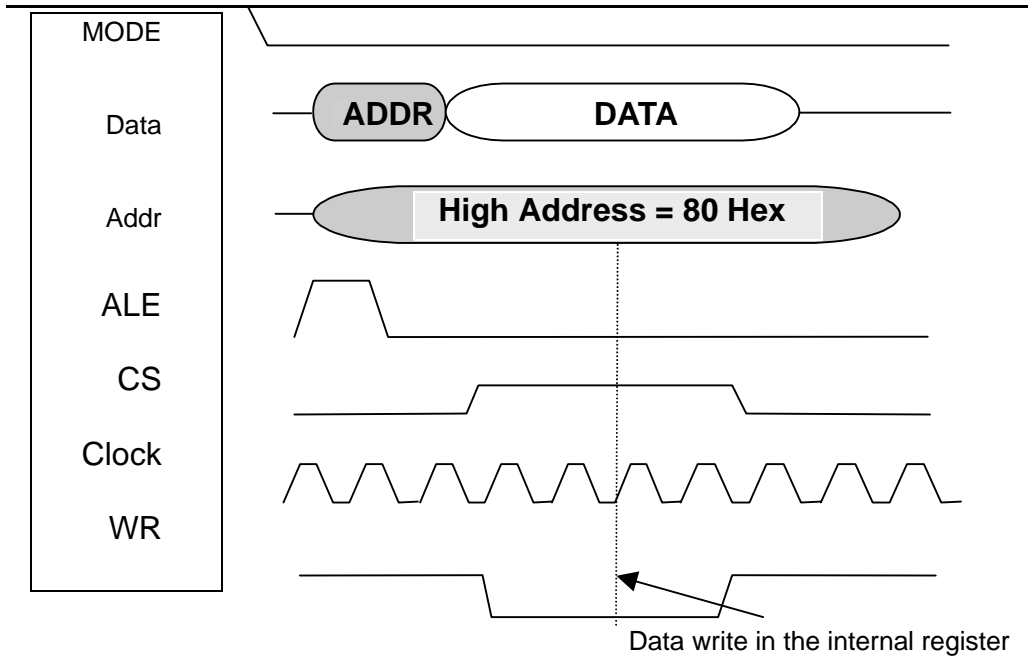 MODE
Data
ADDR
DATA
Addr
High Address = 80 Hex
ALE
CS
Clock
WR
Data write in the internal register